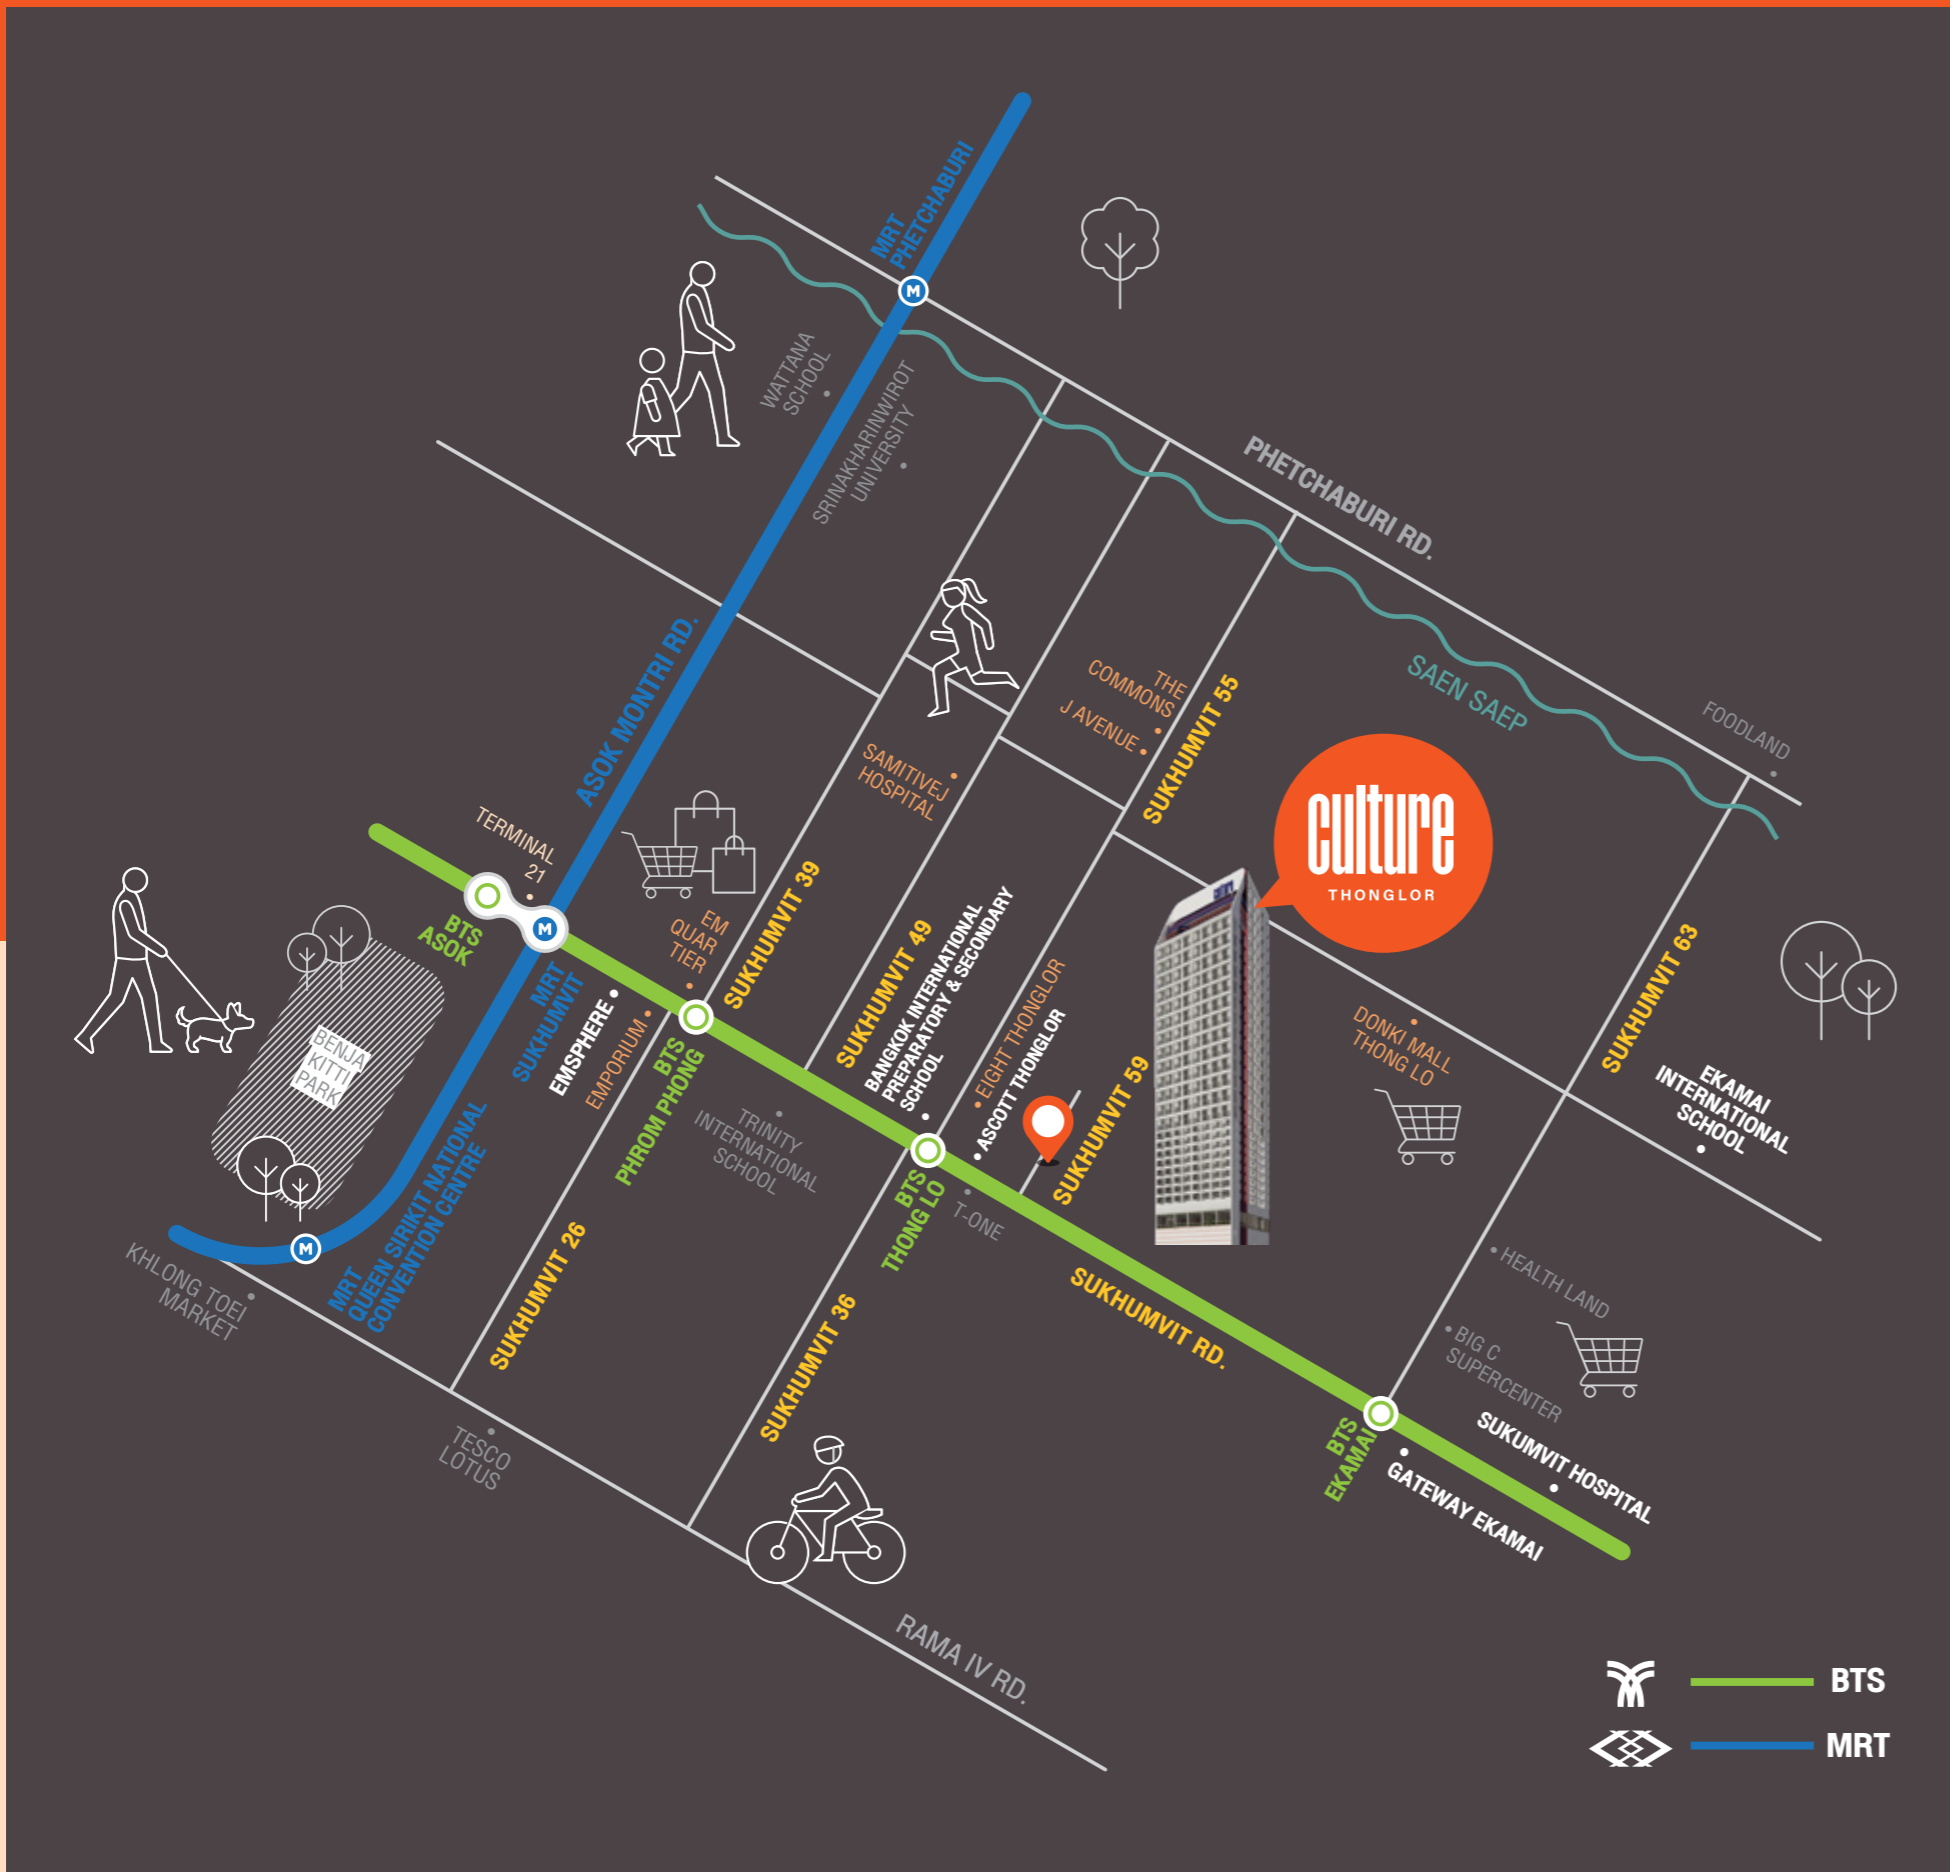 MRT
PHETCHABURI
WATTANA
SCHOOL
SRINAKHARINWIROT
UNIVERSITY
PHETCHABURI RD.
SAEN SAEP
FOODLAND
ASOK MONTRI RD.
THE
COMMONS
J AVENUE
SUKHUMVIT 55
SAMITIVEJ
HOSPITAL
culture
THONGLOR
TERMINAL
21
BTS
ASOK
M
M
M
MRT
SUKHUMVIT
EM
QUAR
TIER
SUKHUMVIT 39
SUKHUMVIT 49
BANGKOK INTERNATIONAL
PREPARATORY & SECONDARY
SCHOOL
EIGHT THONGLOR
ASCOTT THONGLOR
SUKHUMVIT 59
SUKHUMVIT 63
DONKI MALL
THONG LO
EKAMAI
INTERNATIONAL
SCHOOL
BENJA
KITTI
PARK
EMSPHERE
EMPORIUM
BTS
PHROM PHONG
TRINITY
INTERNATIONAL
SCHOOL
BTS
THONG LO
T-ONE
MRT
QUEEN SIRIKIT NATIONAL
CONVENTION CENTRE
KHLONG TOEI
MARKET
SUKHUMVIT 26
SUKHUMVIT 36
SUKHUMVIT RD.
HEALTH LAND
BIG C
SUPERCENTER
SUKUMVIT HOSPITAL
BTS
EKAMAI
GATEWAY EKAMAI
TESCO
LOTUS
RAMA IV RD.
BTS
MRT